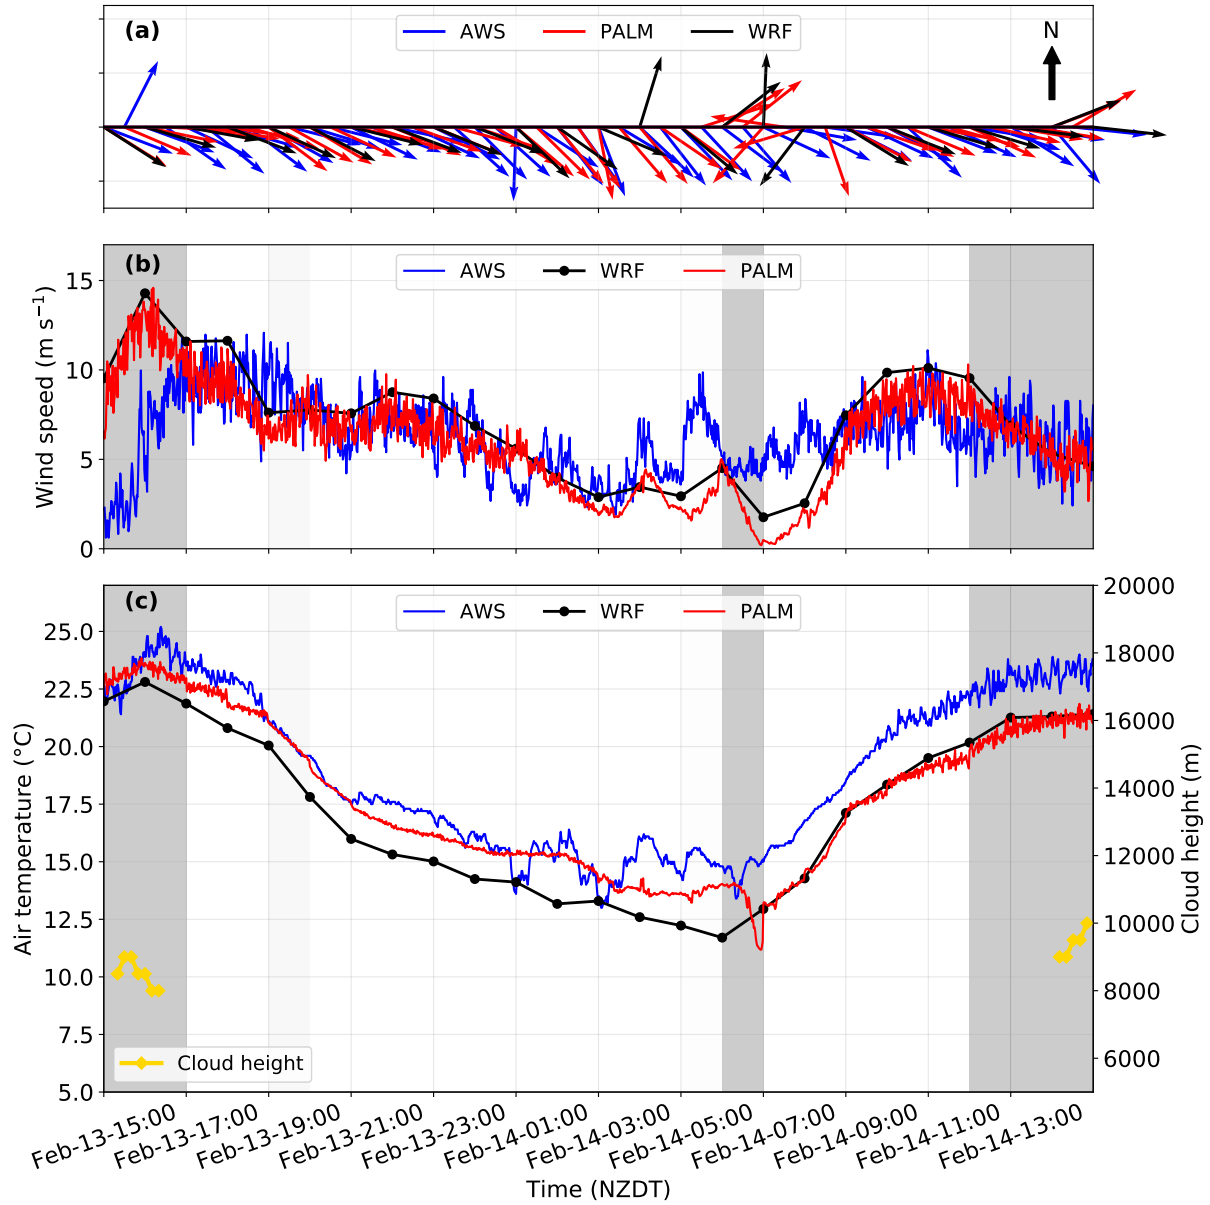 (a)
AWS PALM WRF
N
(b)
AWS WRF PALM
Wind speed (m s−1)
15
10
5
0
(c)
AWS WRF PALM
Air temperature (°C)
25.0
22.5
20.0
17.5
15.0
12.5
10.0
7.5
5.0
Cloud height (m)
20000
18000
16000
14000
12000
10000
8000
6000
Cloud height
Feb-13-15:00 Feb-13-17:00 Feb-13-19:00 Feb-13-21:00 Feb-13-23:00 Feb-14-01:00 Feb-14-03:00 Feb-14-05:00 Feb-14-07:00 Feb-14-09:00 Feb-14-11:00 Feb-14-13:00
Time (NZDT)